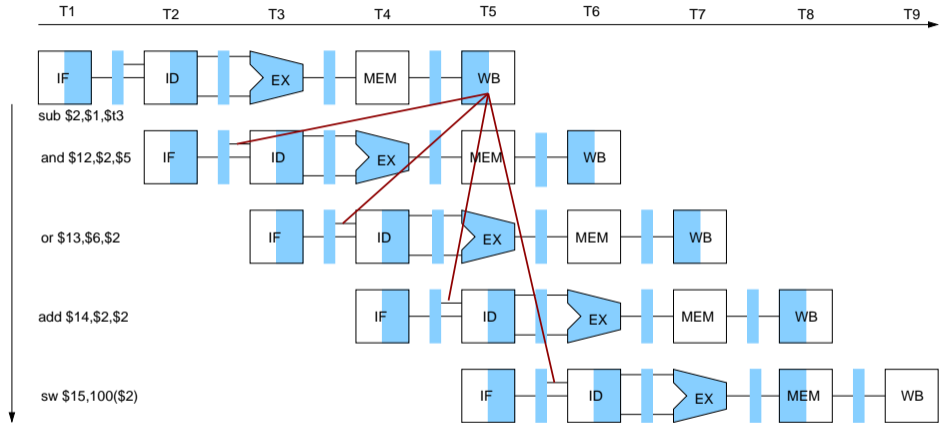 T1 T2 T3 T4 T5 T6 T7 T8 T9
IF ID EX MEM WB
sub $2,$1,$t3
and $12,$2,$5 IF ID EX MEM WB
or $13,$6,$2 IF ID EX MEM WB
add $14,$2,$2 IF ID EX MEM WB
sw $15,100($2) IF ID EX MEM WB